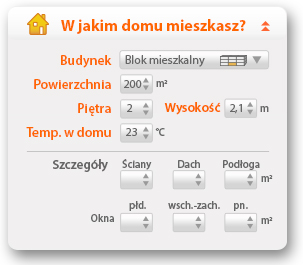 W jakim domu mieszkasz?
Budynek Blok mieszkalny
Powierzchnia 200 m²
Piętra 2 Wysokość 2,1 m
Temp. w domu 23 °C
Szczegóły Ściany Dach Podłoga
m²
płd. wsch.-zach. pn.
Okna m²